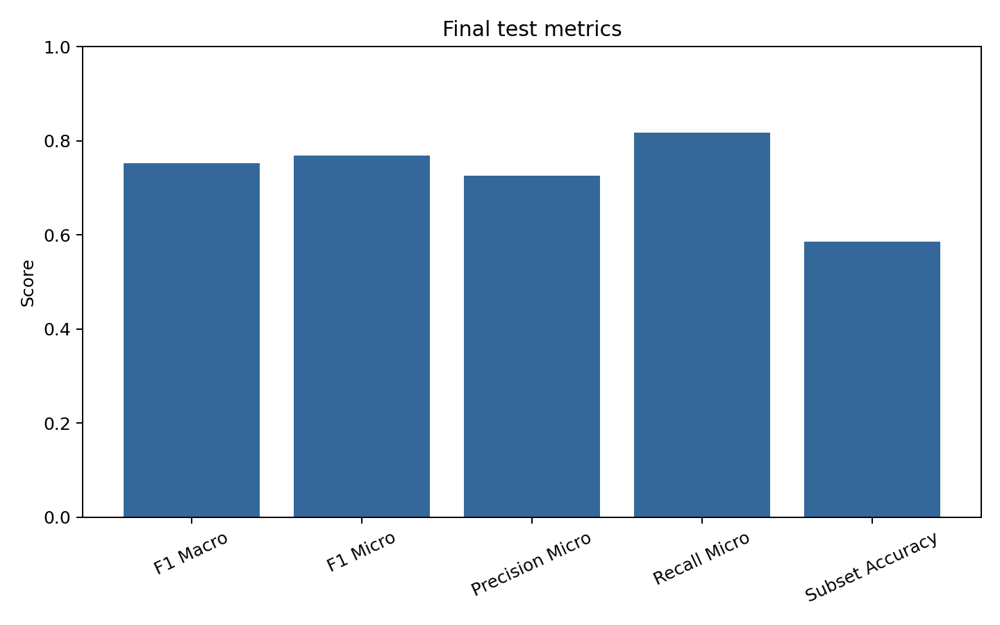 Final test metrics
1.0
0.8
0.6
0.4
0.2
0.0
Score
F1 Macro
F1 Micro
Precision Micro
Recall Micro
Subset Accuracy